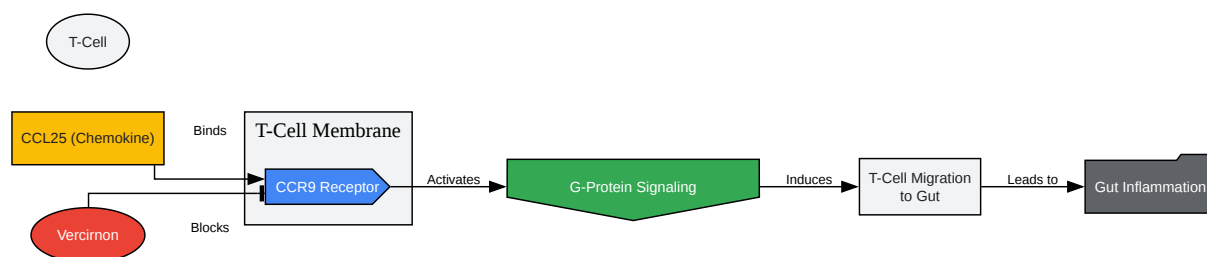 T-Cell
CCL25 (Chemokine)
Binds
T-Cell Membrane
CCR9 Receptor
Activates
G-Protein Signaling
Induces
T-Cell Migration
to Gut
Leads to
Gut Inflammation
Vercirnon
Blocks